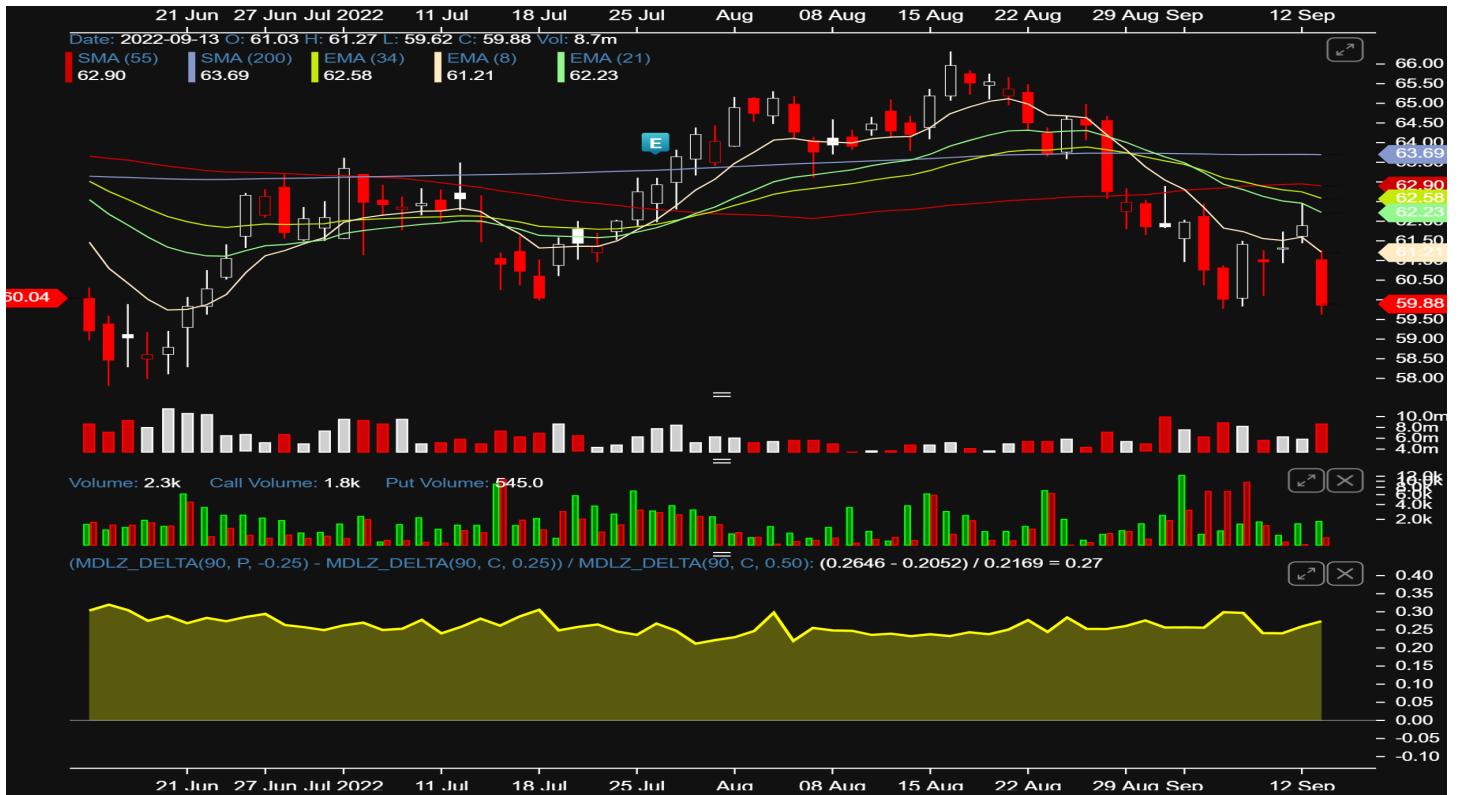 21 Jun 27 Jun Jul 2022 11 Jul 18 Jul 25 Jul Aug 08 Aug 15 Aug 22 Aug 29 Aug Sep 12 Sep
Date: 2022-09-13 O: 61.03 H: 61.27 L: 59.62 C: 59.88 Vol: 8.7m
SMA (55) SMA (200) EMA (34) EMA (8) EMA (21)
62.90 63.69 62.58 61.21 62.23
66.00
65.50
65.00
64.50
E
64.00
63.69
62.90
62.58
62.23
61.50
61.21
60.50
60.04
59.88
59.50
59.00
58.50
58.00
10.0m
8.0m
6.0m
4.0m
Volume: 2.3k Call Volume: 1.8k Put Volume: 545.0
12.0k
10.0k
8.0k
6.0k
4.0k
2.0k
(MDLZ_DELTA(90, P, -0.25) - MDLZ_DELTA(90, C, 0.25)) / MDLZ_DELTA(90, C, 0.50): (0.2646 - 0.2052) / 0.2169 = 0.27
0.40
0.35
0.30
0.25
0.20
0.15
0.10
0.05
0.00
-0.05
-0.10
21 Jun 27 Jun Jul 2022 11 Jul 18 Jul 25 Jul Aug 08 Aug 15 Aug 22 Aug 29 Aug Sep 12 Sep